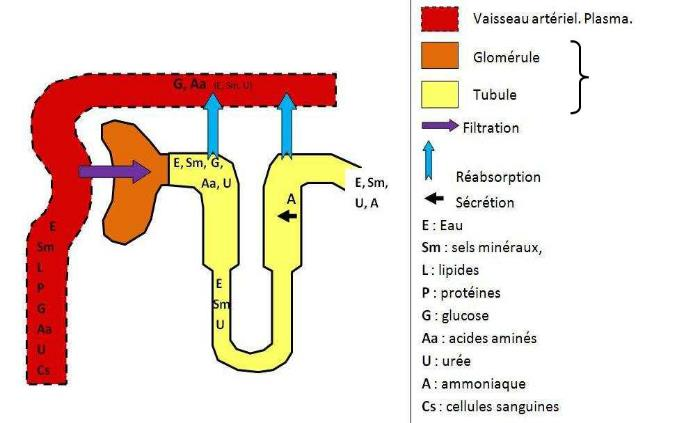 G, Aa (E, Sm, U)
E, Sm, G,
Aa, U
E, Sm,
U, A
A
E
Sm
L
P
G
Aa
U
Cs
E
Sm
U
Vaisseau artériel. Plasma.
Glomérule
Tubule
Filtration
Réabsorption
Sécrétion
E : Eau
Sm : sels minéraux,
L : lipides
P : protéines
G : glucose
Aa : acides aminés
U : urée
A : ammoniaque
Cs : cellules sanguines